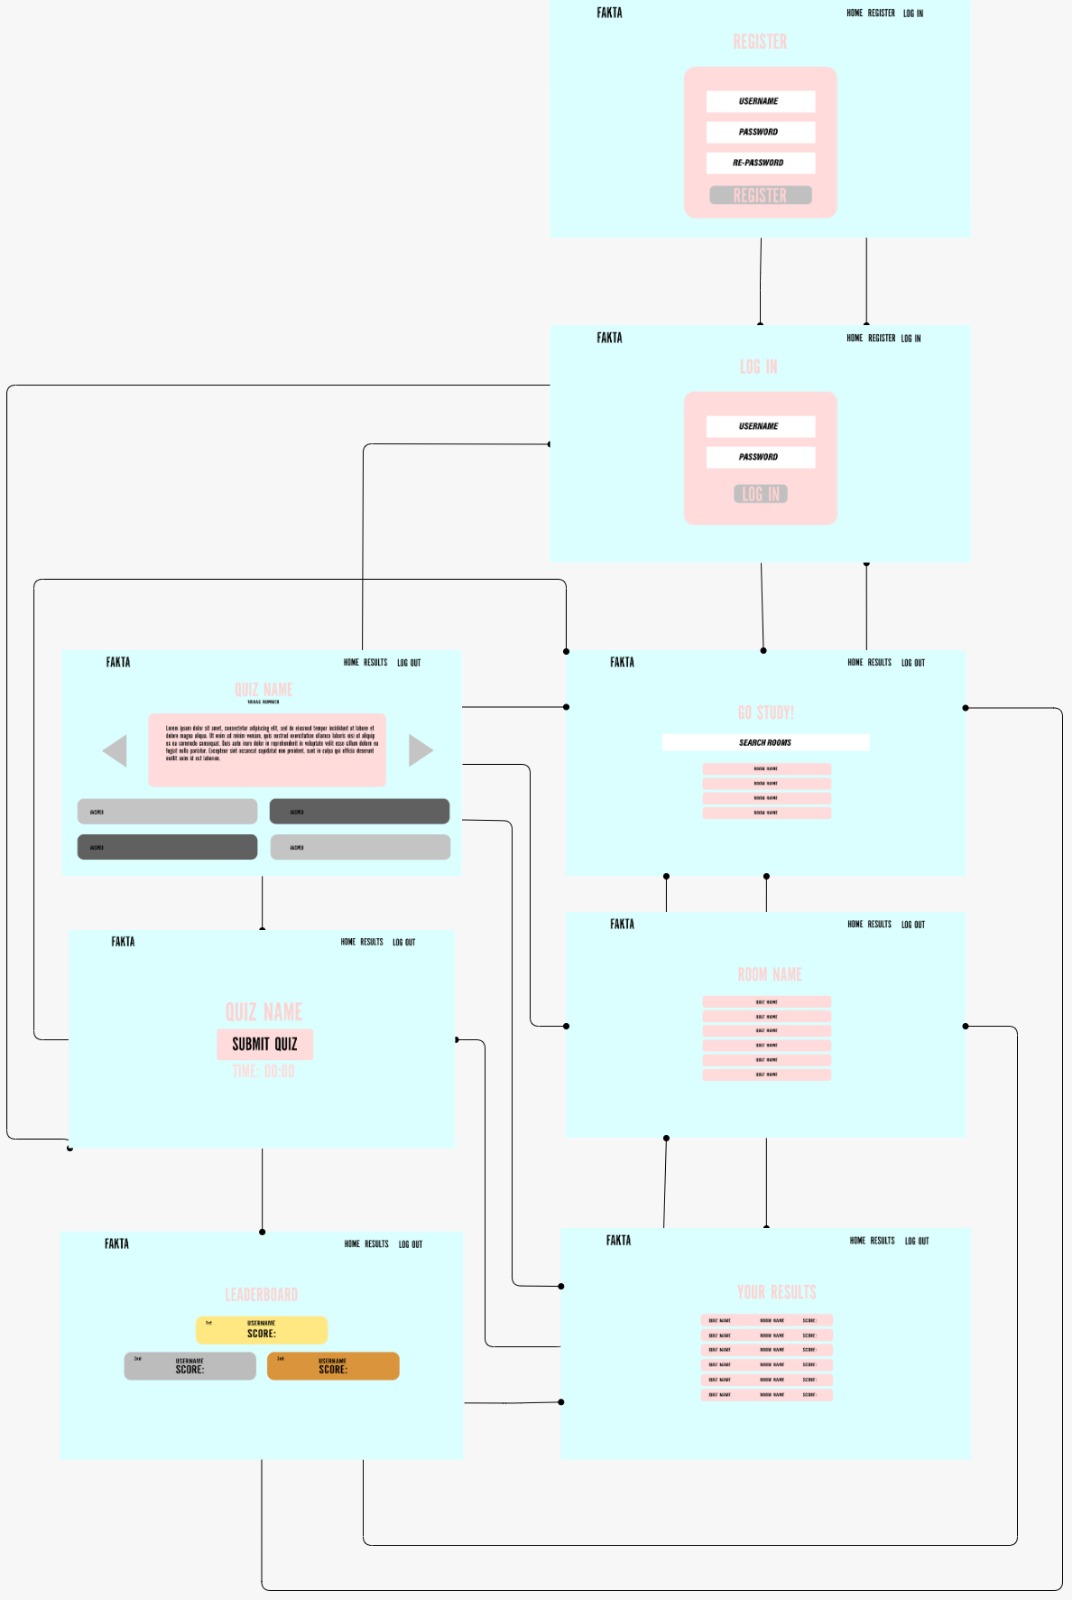 FAKTA
HOME REGISTER LOG IN
REGISTER
USERNAME
PASSWORD
RE-PASSWORD
REGISTER
FAKTA
HOME REGISTER LOG IN
LOG IN
USERNAME
PASSWORD
LOG IN
FAKTA
HOME RESULTS LOG OUT
QUIZ NAME
Lorem ipsum dolor sit amet, consectetur adipiscing elit, sed do eiusmod tempor incididunt ut labore et
dolore magna aliqua. Ut enim ad minim veniam, quis nostrud exercitation ullamco laboris nisi ut aliquip
ex ea commodo consequat. Duis aute irure dolor in reprehenderit in voluptate velit esse cillum dolore eu
fugiat nulla pariatur. Excepteur sint occaecat cupidatat non proident, sunt in culpa qui officia deserunt
mollit anim id est laborum.
ANSWER
ANSWER
ANSWER
ANSWER
FAKTA
HOME RESULTS LOG OUT
GO STUDY!
SEARCH ROOMS
ROOM NAME
ROOM NAME
ROOM NAME
ROOM NAME
FAKTA
HOME RESULTS LOG OUT
QUIZ NAME
SUBMIT QUIZ
TIME: 00:00
FAKTA
HOME RESULTS LOG OUT
ROOM NAME
QUIZ NAME
QUIZ NAME
QUIZ NAME
QUIZ NAME
QUIZ NAME
QUIZ NAME
FAKTA
HOME RESULTS LOG OUT
LEADERBOARD
1st
USERNAME
SCORE:
2nd
USERNAME
SCORE:
3rd
USERNAME
SCORE:
FAKTA
HOME RESULTS LOG OUT
YOUR RESULTS
QUIZ NAME ROOM NAME SCORE:
QUIZ NAME ROOM NAME SCORE:
QUIZ NAME ROOM NAME SCORE:
QUIZ NAME ROOM NAME SCORE:
QUIZ NAME ROOM NAME SCORE:
QUIZ NAME ROOM NAME SCORE: